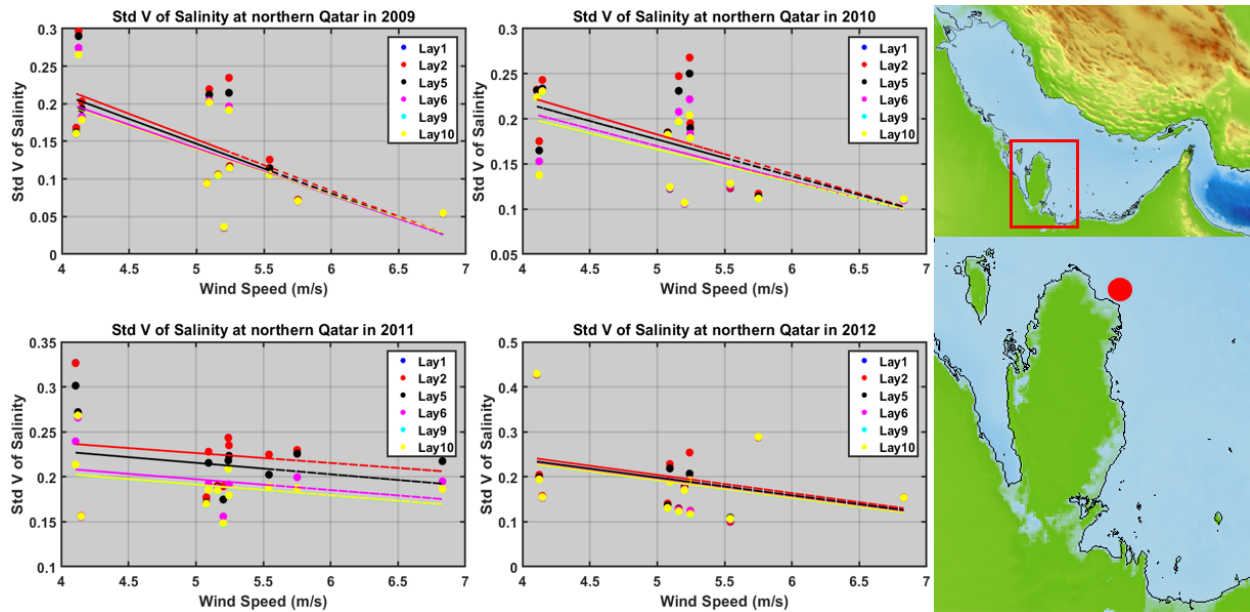 Std V of Salinity at northern Qatar in 2009
Std V of Salinity
0.3
0.25
0.2
0.15
0.1
0.05
0
4 4.5 5 5.5 6 6.5 7
Wind Speed (m/s)
Lay1
Lay2
Lay5
Lay6
Lay9
Lay10
Std V of Salinity at northern Qatar in 2010
Std V of Salinity
0.3
0.25
0.2
0.15
0.1
0.05
4 4.5 5 5.5 6 6.5 7
Wind Speed (m/s)
Lay1
Lay2
Lay5
Lay6
Lay9
Lay10
Std V of Salinity at northern Qatar in 2011
Std V of Salinity
0.35
0.3
0.25
0.2
0.15
0.1
4 4.5 5 5.5 6 6.5 7
Wind Speed (m/s)
Lay1
Lay2
Lay5
Lay6
Lay9
Lay10
Std V of Salinity at northern Qatar in 2012
Std V of Salinity
0.5
0.4
0.3
0.2
0.1
0
4 4.5 5 5.5 6 6.5 7
Wind Speed (m/s)
Lay1
Lay2
Lay5
Lay6
Lay9
Lay10